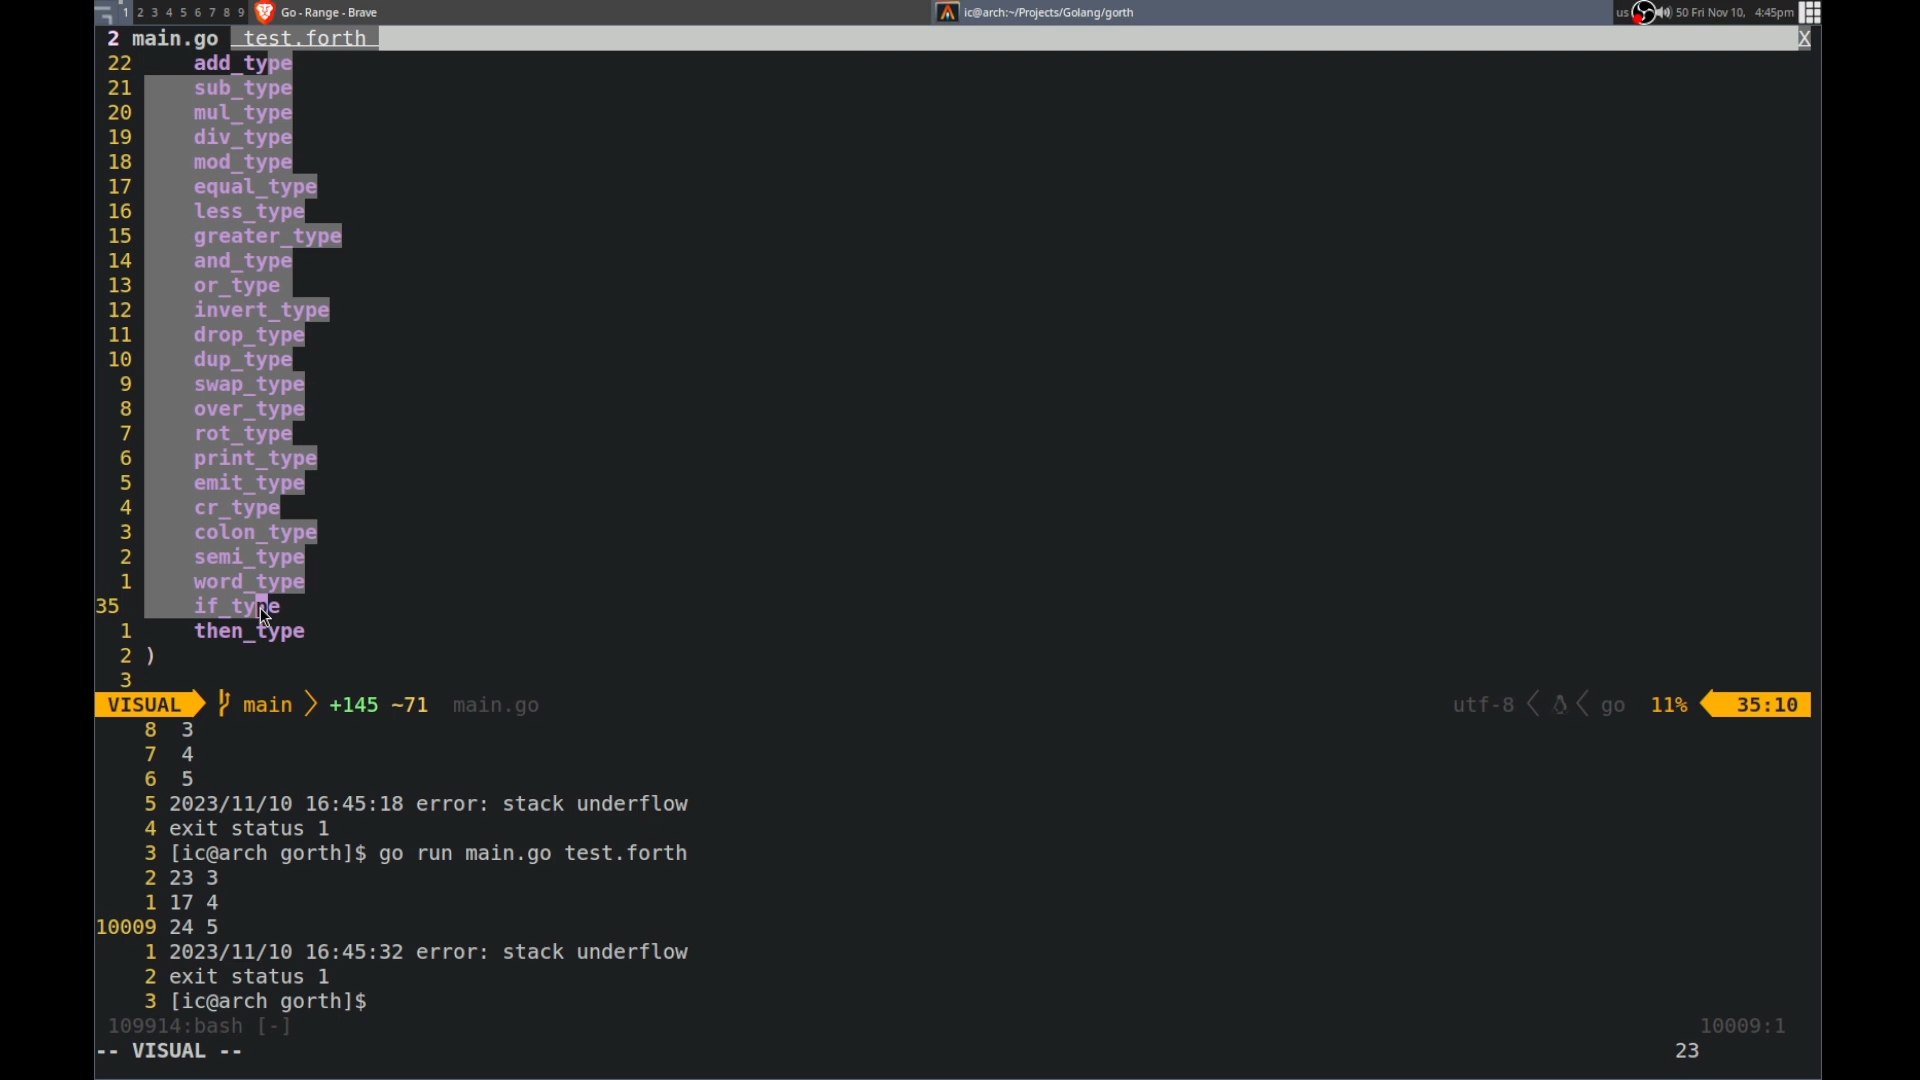 1 2 3 4 5 6 7 8 9 Go - Range - Brave ic@arch:~/Projects/Golang/gorth us 50 Fri Nov 10, 4:45pm
2 main.go test.forth X
22 add_type
21 sub_type
20 mul_type
19 div_type
18 mod_type
17 equal_type
16 less_type
15 greater_type
14 and_type
13 or_type
12 invert_type
11 drop_type
10 dup_type
9 swap_type
8 over_type
7 rot_type
6 print_type
5 emit_type
4 cr_type
3 colon_type
2 semi_type
1 word_type
35 if_type
1 then_type
2 )
3
VISUAL main +145 ~71 main.go utf-8 go 11% 35:10
8 3
7 4
6 5
5 2023/11/10 16:45:18 error: stack underflow
4 exit status 1
3 [ic@arch gorth]$ go run main.go test.forth
2 23 3
1 17 4
10009 24 5
1 2023/11/10 16:45:32 error: stack underflow
2 exit status 1
3 [ic@arch gorth]$
109914:bash [-] 10009:1
-- VISUAL -- 23